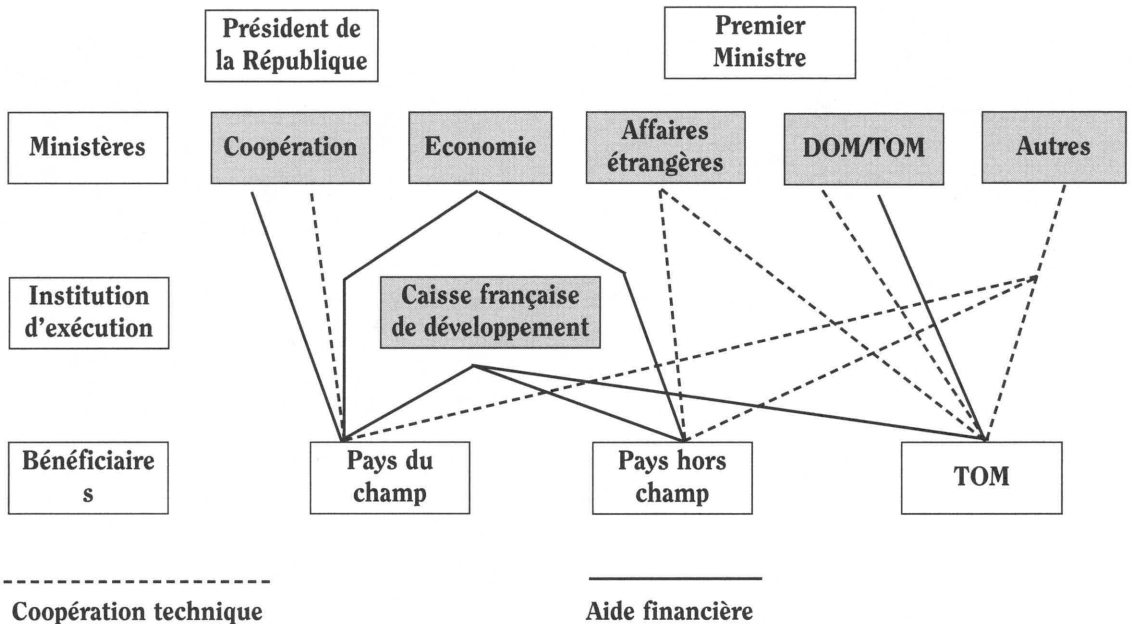 Président de
la République
Premier
Ministre
Ministères
Coopération
Economie
Affaires
étrangères
DOM/TOM
Autres
Institution
d'exécution
Caisse française
de développement
Bénéficiaire
s
Pays du
champ
Pays hors
champ
TOM
Coopération technique
Aide financière